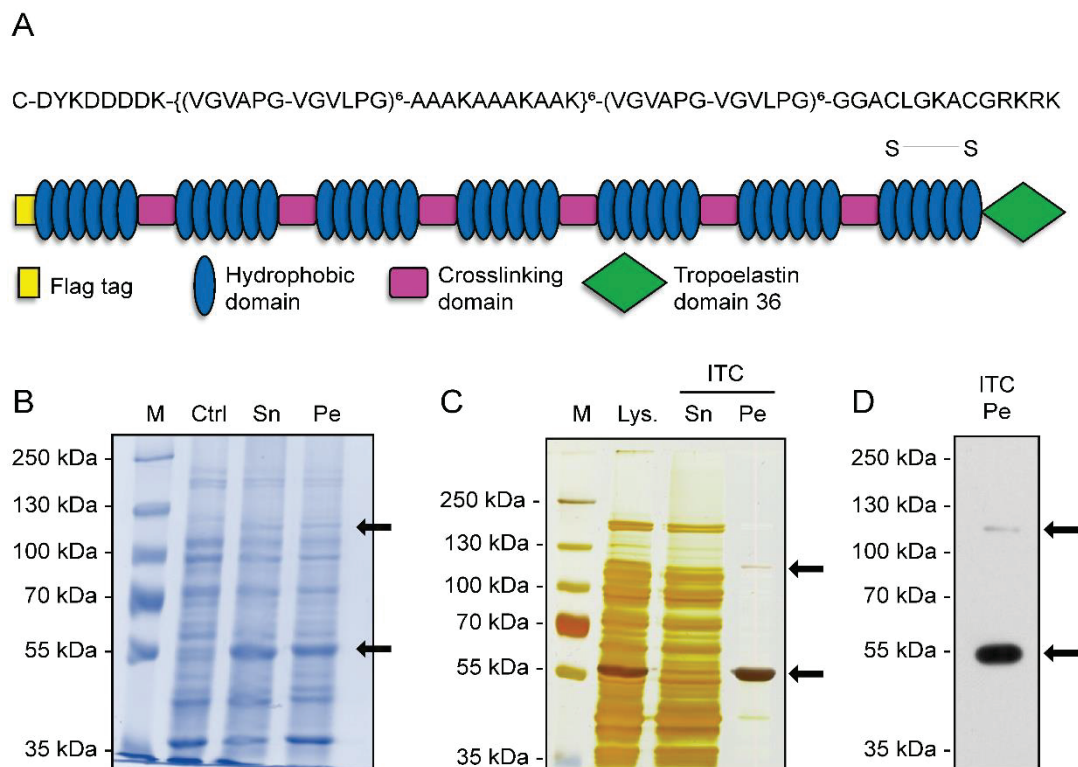 A
C-DYKDDDDK-{(VGVAPG-VGVLPG)⁶-AAAKAAAKAAK}⁶-(VGVAPG-VGVLPG)⁶-GGACLGKACGRKRK
S S
Flag tag
Hydrophobic
domain
Crosslinking
domain
Tropoelastin
domain 36
B
M Ctrl Sn Pe
250 kDa -
130 kDa -
100 kDa -
70 kDa -
55 kDa -
35 kDa -
C
ITC
M Lys. Sn Pe
250 kDa -
130 kDa -
100 kDa -
70 kDa -
55 kDa -
35 kDa -
D
ITC
Pe
250 kDa -
130 kDa -
100 kDa -
70 kDa -
55 kDa -
35 kDa -